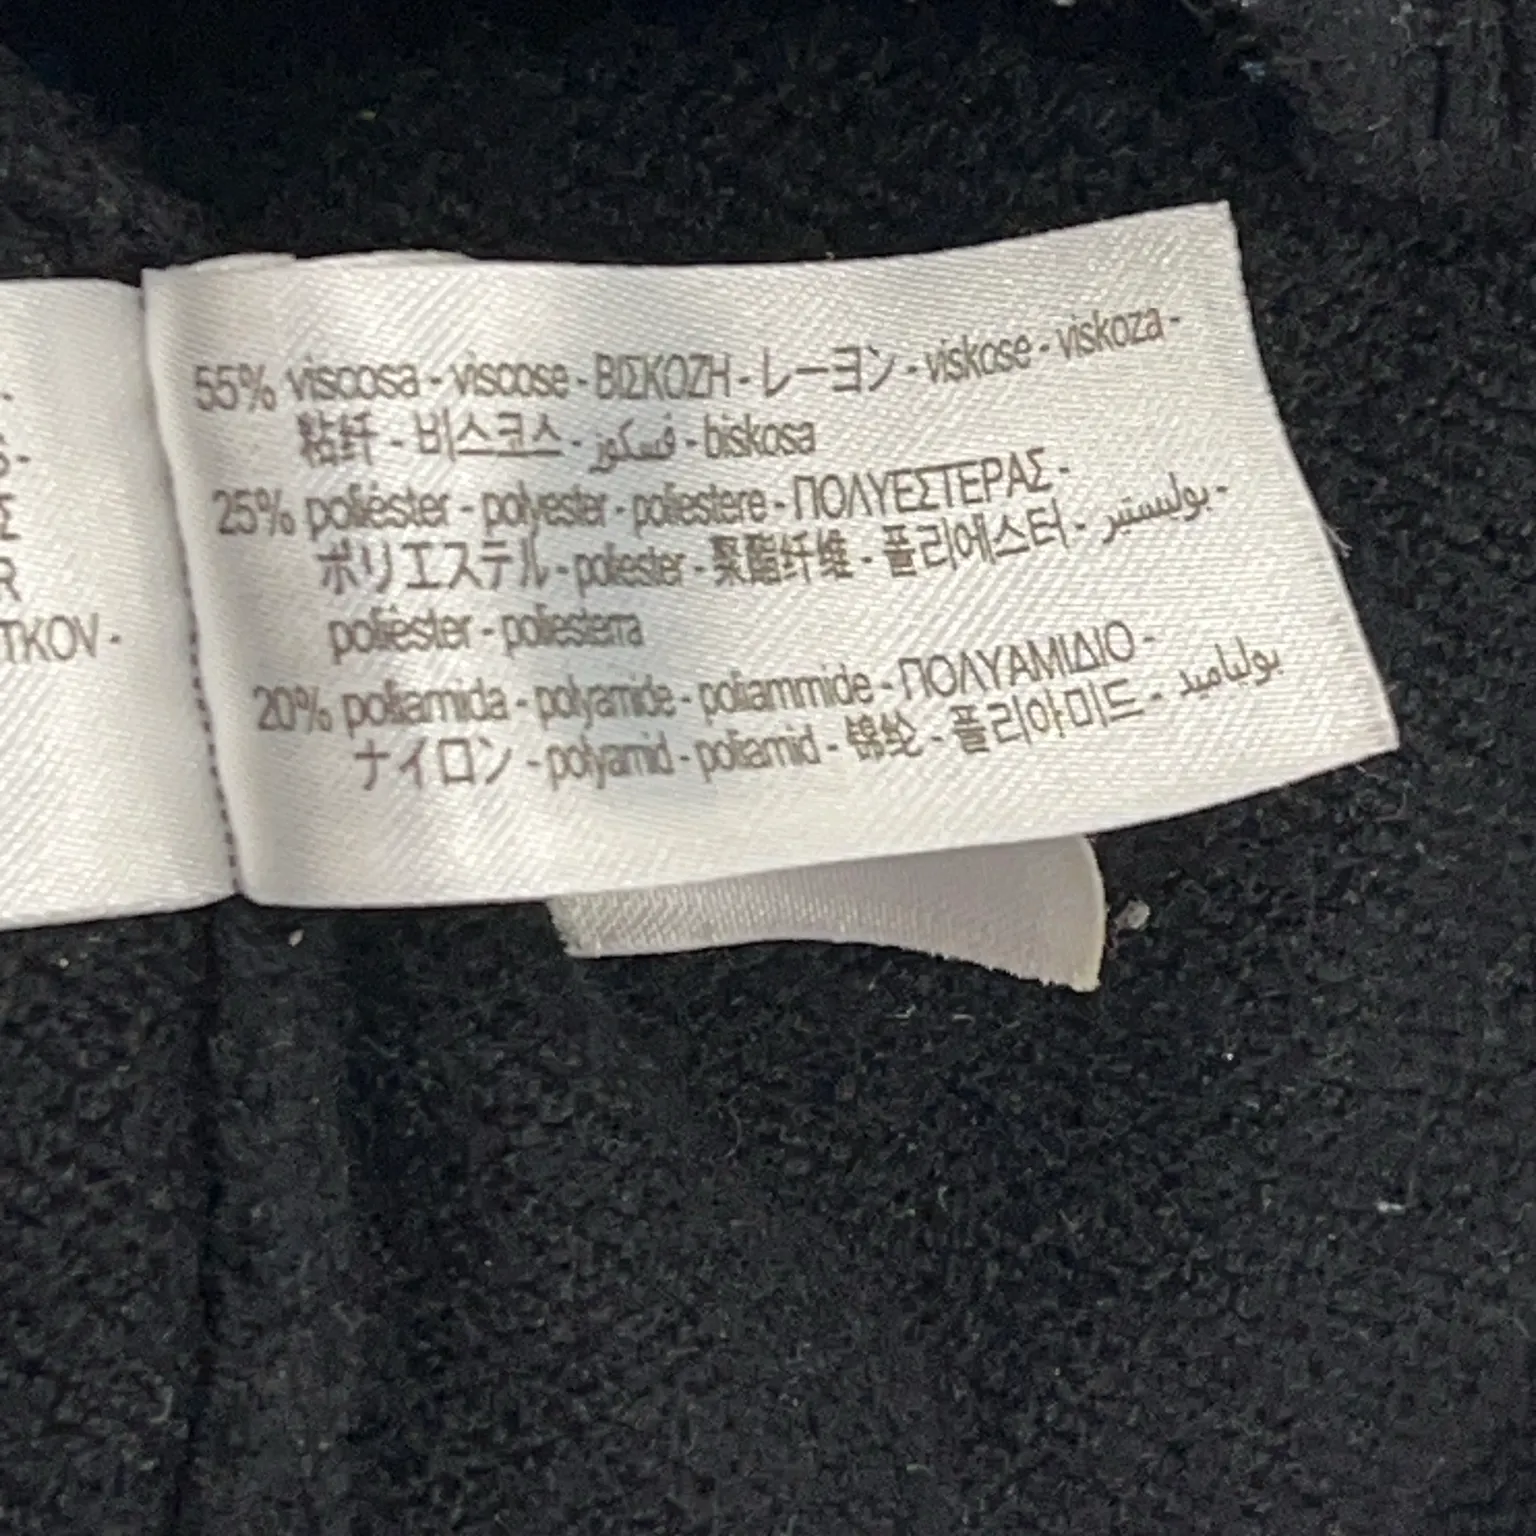 55% viscosa - viscose - ΒΙΣΚΟΖΗ - レーヨン - viskose - viskoza -
粘纤 - 비스코스 - فسكوز - biskosa
25% poliéster - polyester - poliestere - ΠΟΛΥΕΣΤΕΡΑΣ -
ポリエステル - poliester - 聚酯纤维 - 폴리에스터 - بوليستير -
polièster - poliesterra
20% poliamida - polyamide - poliammide - ΠΟΛΥΑΜΙΔΙΟ -
ナイロン - polyamid - poliamid - 锦纶 - 폴리아미드 - بولياميد
TKOV -